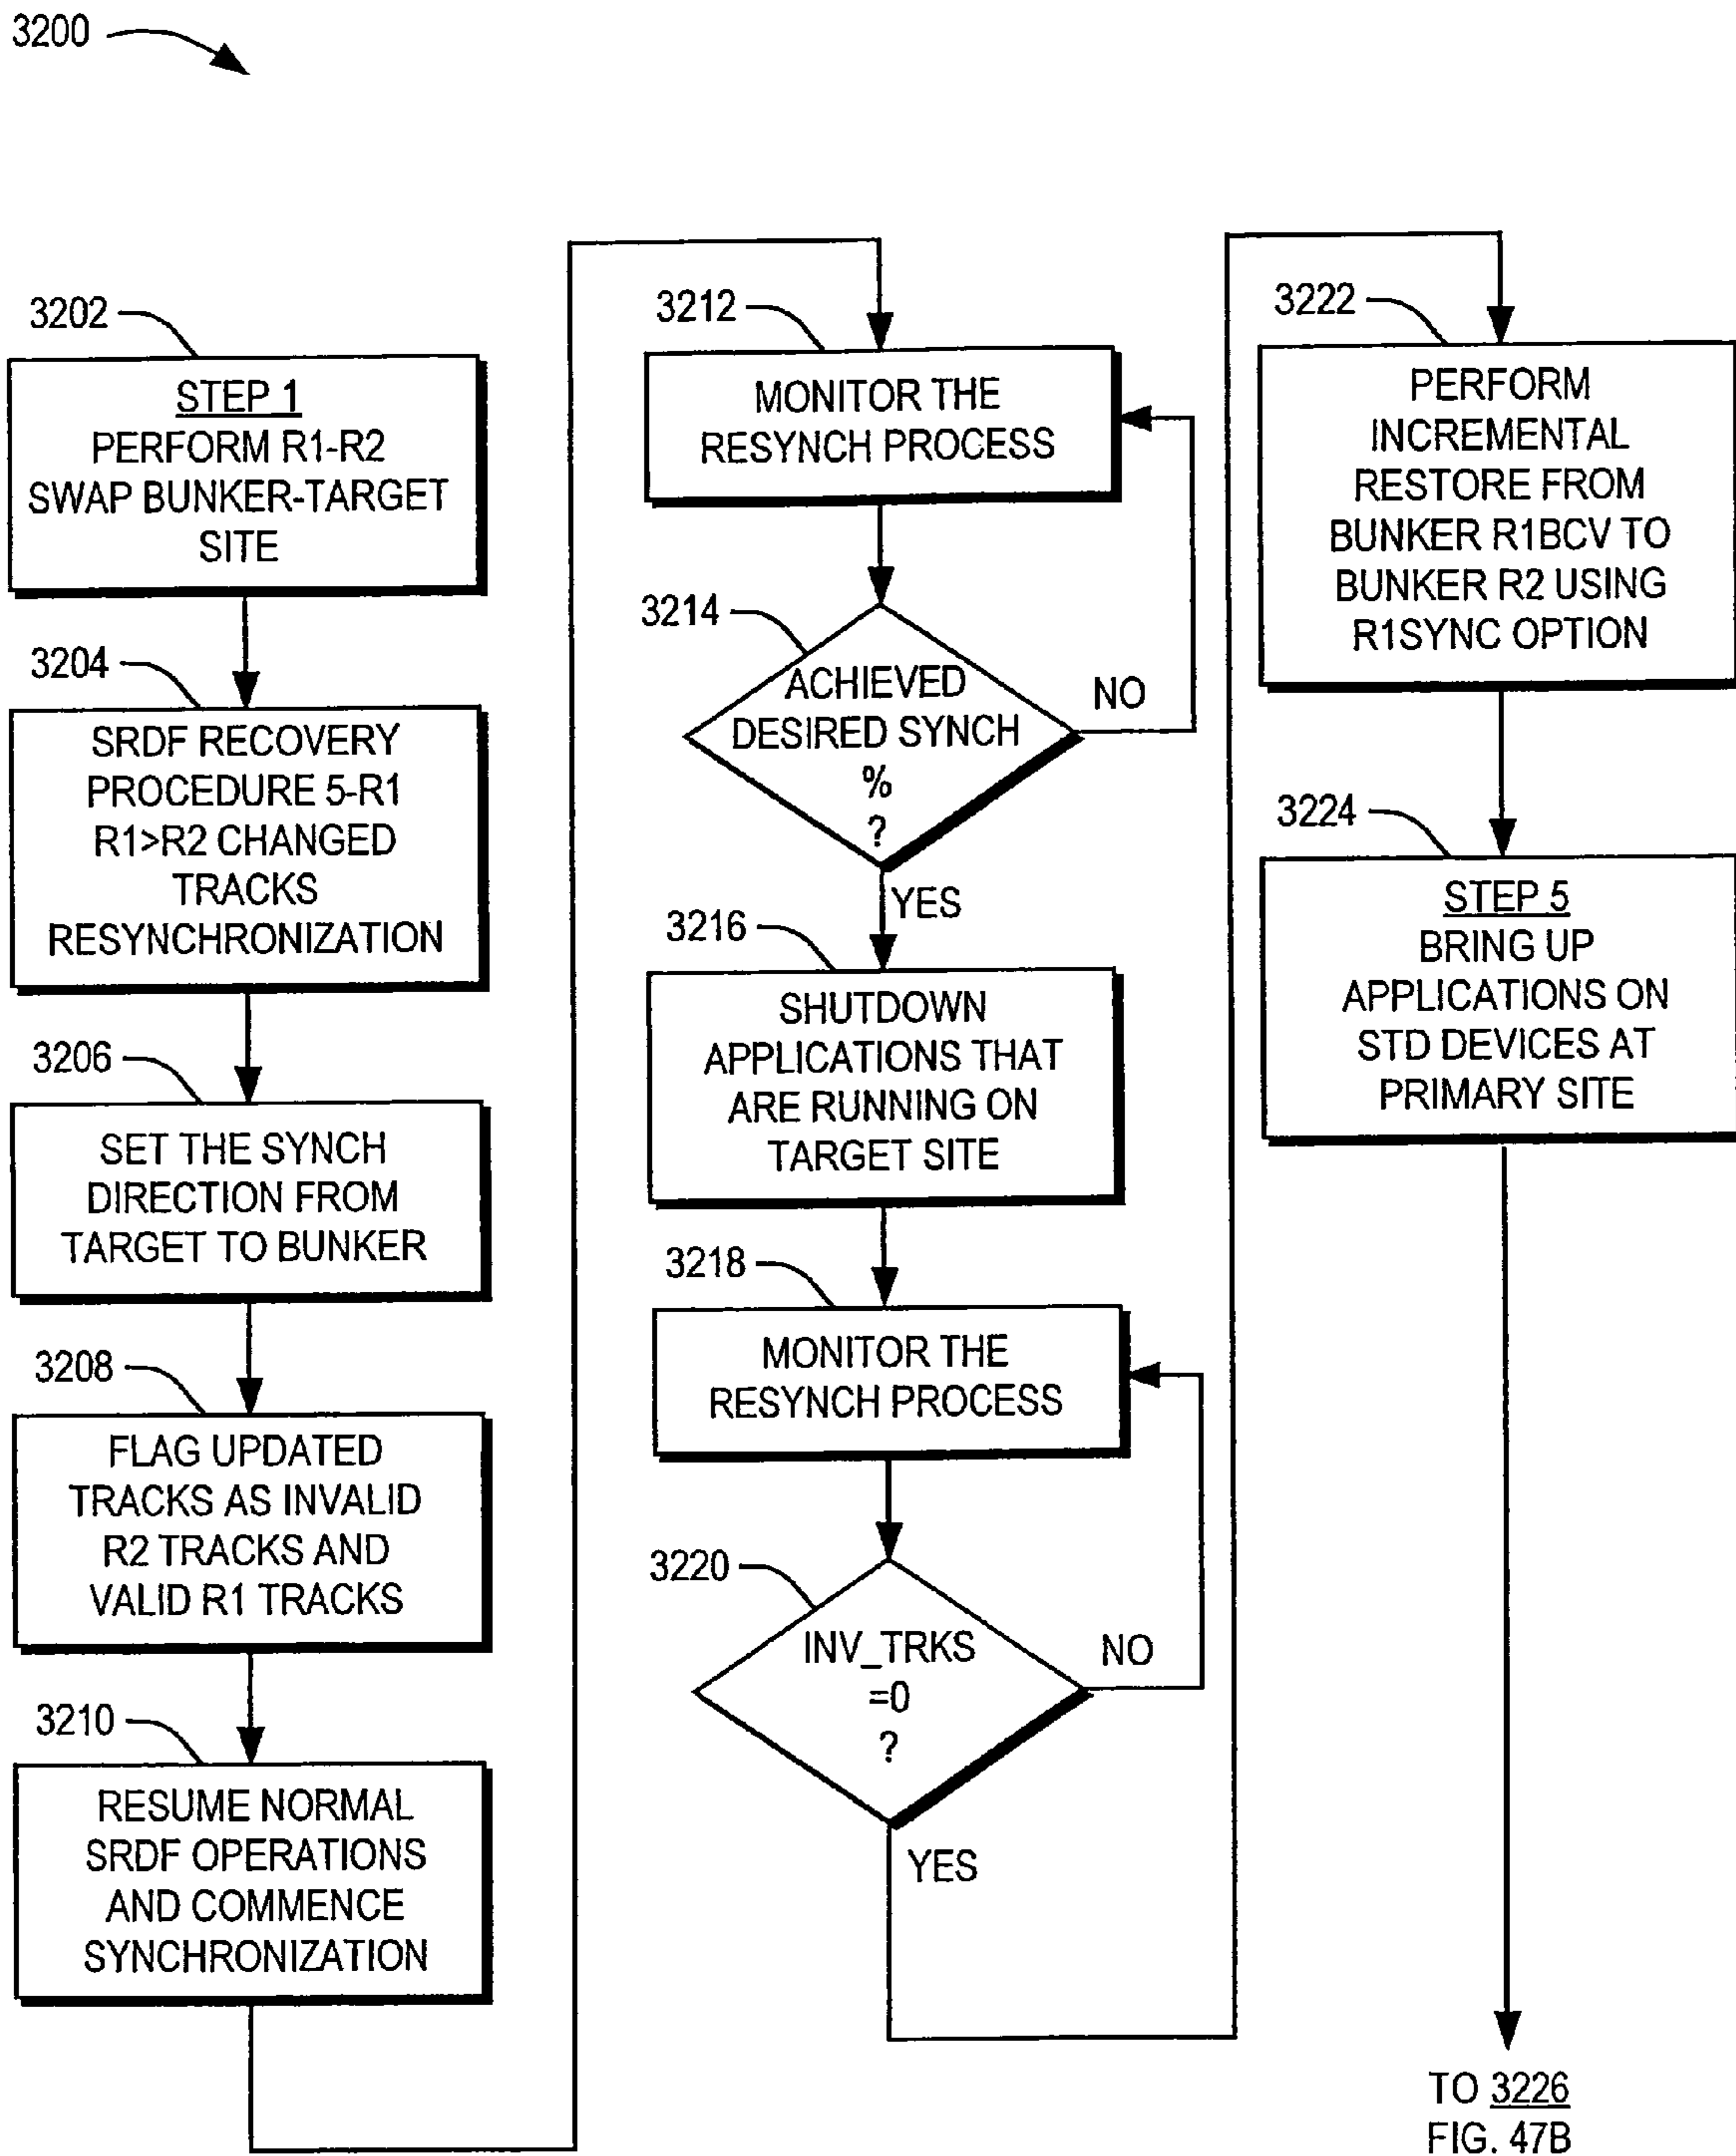 3200
3202
STEP 1
PERFORM R1-R2
SWAP BUNKER-TARGET
SITE
3204
SRDF RECOVERY
PROCEDURE 5-R1
R1>R2 CHANGED
TRACKS
RESYNCHRONIZATION
3206
SET THE SYNCH
DIRECTION FROM
TARGET TO BUNKER
3208
FLAG UPDATED
TRACKS AS INVALID
R2 TRACKS AND
VALID R1 TRACKS
3210
RESUME NORMAL
SRDF OPERATIONS
AND COMMENCE
SYNCHRONIZATION
3212
MONITOR THE
RESYNCH PROCESS
3214
ACHIEVED
DESIRED SYNCH
%
?
NO
YES
3216
SHUTDOWN
APPLICATIONS THAT
ARE RUNNING ON
TARGET SITE
3218
MONITOR THE
RESYNCH PROCESS
3220
INV_TRKS
=0
?
NO
YES
3222
PERFORM
INCREMENTAL
RESTORE FROM
BUNKER R1BCV TO
BUNKER R2 USING
R1SYNC OPTION
3224
STEP 5
BRING UP
APPLICATIONS ON
STD DEVICES AT
PRIMARY SITE
TO 3226
FIG. 47B